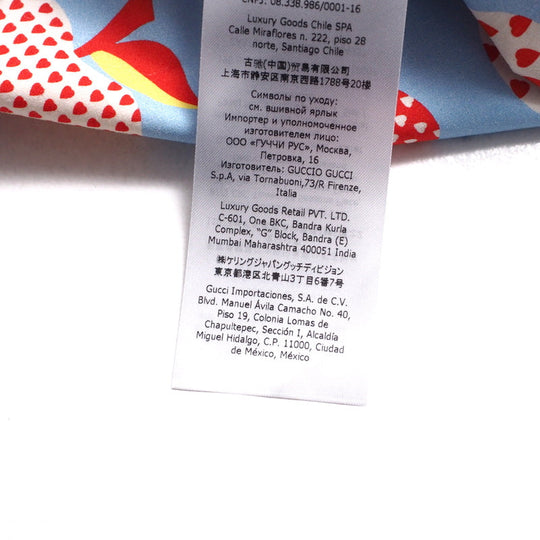 CNPJ: 08.338.986/0001-16
Luxury Goods Chile SPA
Calle Miraflores n. 222, piso 28
norte, Santiago Chile
古驰(中国)贸易有限公司
上海市静安区南京西路1788号20楼
Символы по уходу:
см. вшивной ярлык
Импортер и уполномоченное
изготовителем лицо:
ООО «ГУЧЧИ РУС», Москва,
Петровка, 16
Изготовитель: GUCCIO GUCCI
S.p.A, via Tornabuoni,73/R Firenze,
Italia
Luxury Goods Retail PVT. LTD.
C-601, One BKC, Bandra Kurla
Complex, "G" Block, Bandra (E)
Mumbai Maharashtra 400051 India
㈱ケリングジャパングッチディビジョン
東京都港区北青山3丁目6番7号
Gucci Importaciones, S.A. de C.V.
Blvd. Manuel Ávila Camacho No. 40,
Piso 19, Colonia Lomas de
Chapultepec, Sección I, Alcaldía
Miguel Hidalgo, C.P. 11000, Ciudad
de México, México